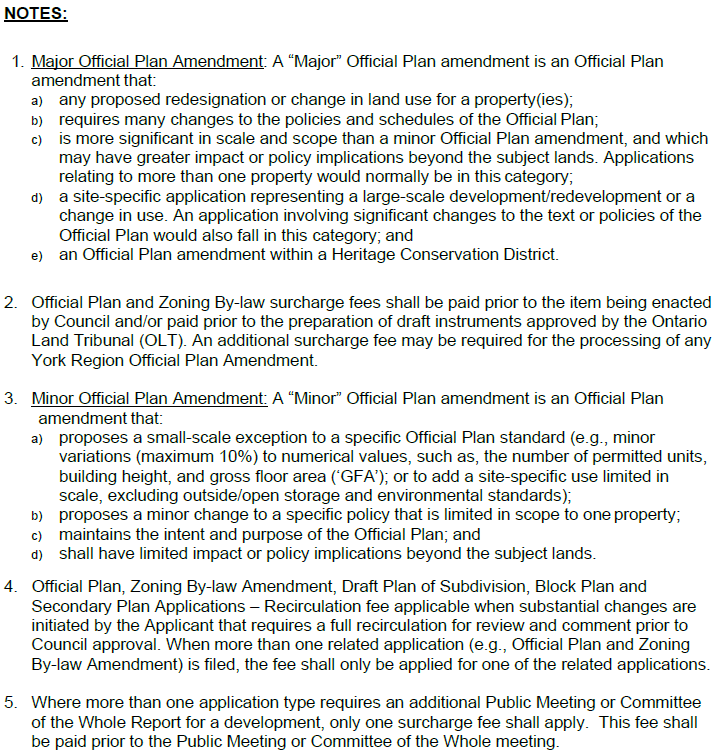 NOTES:
1. Major Official Plan Amendment: A “Major” Official Plan amendment is an Official Plan
amendment that:
a) any proposed redesignation or change in land use for a property(ies);
b) requires many changes to the policies and schedules of the Official Plan;
c) is more significant in scale and scope than a minor Official Plan amendment, and which
may have greater impact or policy implications beyond the subject lands. Applications
relating to more than one property would normally be in this category;
d) a site-specific application representing a large-scale development/redevelopment or a
change in use. An application involving significant changes to the text or policies of the
Official Plan would also fall in this category; and
e) an Official Plan amendment within a Heritage Conservation District.
2. Official Plan and Zoning By-law surcharge fees shall be paid prior to the item being enacted
by Council and/or paid prior to the preparation of draft instruments approved by the Ontario
Land Tribunal (OLT). An additional surcharge fee may be required for the processing of any
York Region Official Plan Amendment.
3. Minor Official Plan Amendment: A “Minor” Official Plan amendment is an Official Plan
amendment that:
a) proposes a small-scale exception to a specific Official Plan standard (e.g., minor
variations (maximum 10%) to numerical values, such as, the number of permitted units,
building height, and gross floor area (‘GFA’); or to add a site-specific use limited in
scale, excluding outside/open storage and environmental standards);
b) proposes a minor change to a specific policy that is limited in scope to one property;
c) maintains the intent and purpose of the Official Plan; and
d) shall have limited impact or policy implications beyond the subject lands.
4. Official Plan, Zoning By-law Amendment, Draft Plan of Subdivision, Block Plan and
Secondary Plan Applications – Recirculation fee applicable when substantial changes are
initiated by the Applicant that requires a full recirculation for review and comment prior to
Council approval. When more than one related application (e.g., Official Plan and Zoning
By-law Amendment) is filed, the fee shall only be applied for one of the related applications.
5. Where more than one application type requires an additional Public Meeting or Committee
of the Whole Report for a development, only one surcharge fee shall apply. This fee shall
be paid prior to the Public Meeting or Committee of the Whole meeting.